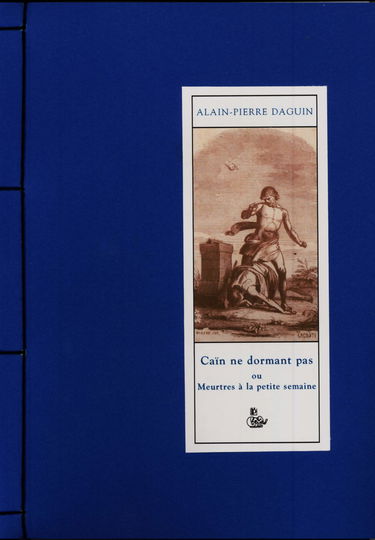 ALAIN-PIERRE DAGUIN
Caïn ne dormant pas
ou
Meurtres à la petite semaine